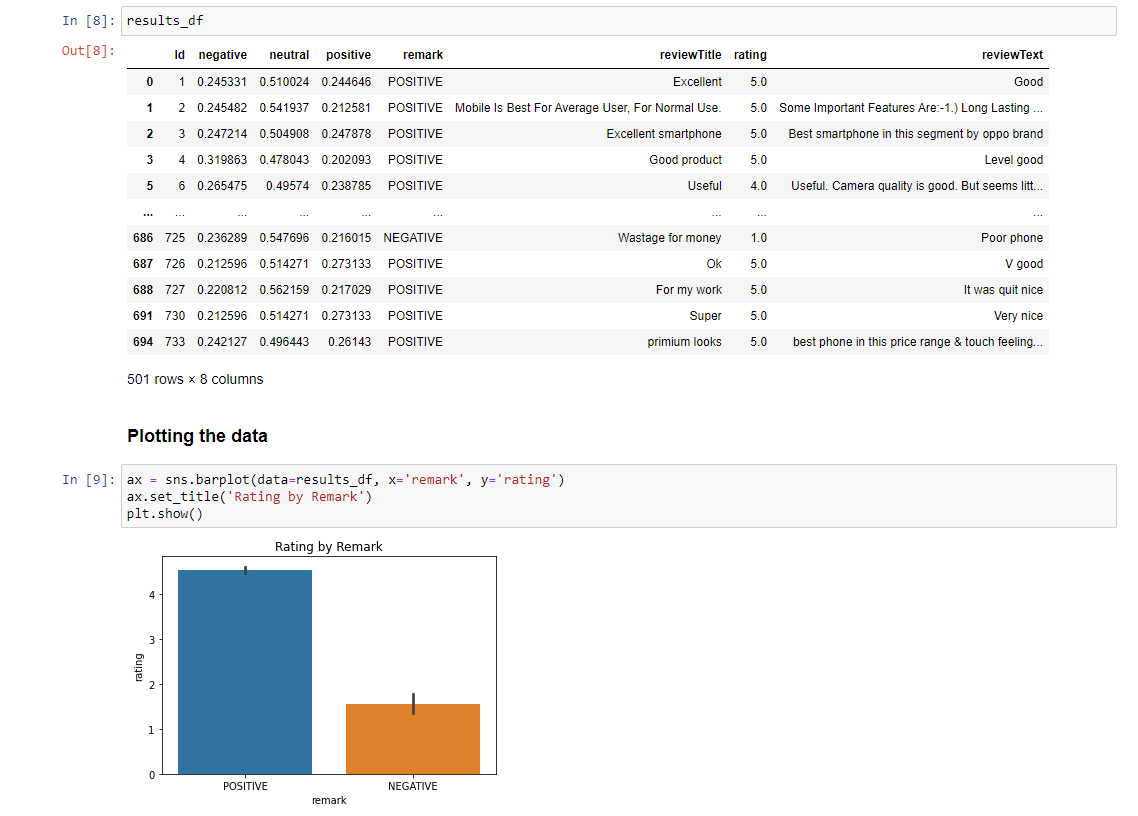 In [8]: results_df
Out[8]:
Id negative neutral positive remark reviewTitle rating reviewText
0 1 0.245331 0.510024 0.244646 POSITIVE Excellent 5.0 Good
1 2 0.245482 0.541937 0.212581 POSITIVE Mobile Is Best For Average User, For Normal Use. 5.0 Some Important Features Are:-1.) Long Lasting ...
2 3 0.247214 0.504908 0.247878 POSITIVE Excellent smartphone 5.0 Best smartphone in this segment by oppo brand
3 4 0.319863 0.478043 0.202093 POSITIVE Good product 5.0 Level good
5 6 0.265475 0.49574 0.238785 POSITIVE Useful 4.0 Useful. Camera quality is good. But seems litt...
... ... ... ... ... ... ... ... ...
686 725 0.236289 0.547696 0.216015 NEGATIVE Wastage for money 1.0 Poor phone
687 726 0.212596 0.514271 0.273133 POSITIVE Ok 5.0 V good
688 727 0.220812 0.562159 0.217029 POSITIVE For my work 5.0 It was quit nice
691 730 0.212596 0.514271 0.273133 POSITIVE Super 5.0 Very nice
694 733 0.242127 0.496443 0.26143 POSITIVE primium looks 5.0 best phone in this price range & touch feeling...
501 rows × 8 columns
Plotting the data
In [9]: ax = sns.barplot(data=results_df, x='remark', y='rating')
ax.set_title('Rating by Remark')
plt.show()
Rating by Remark
4
3
2
1
0
rating
POSITIVE NEGATIVE
remark